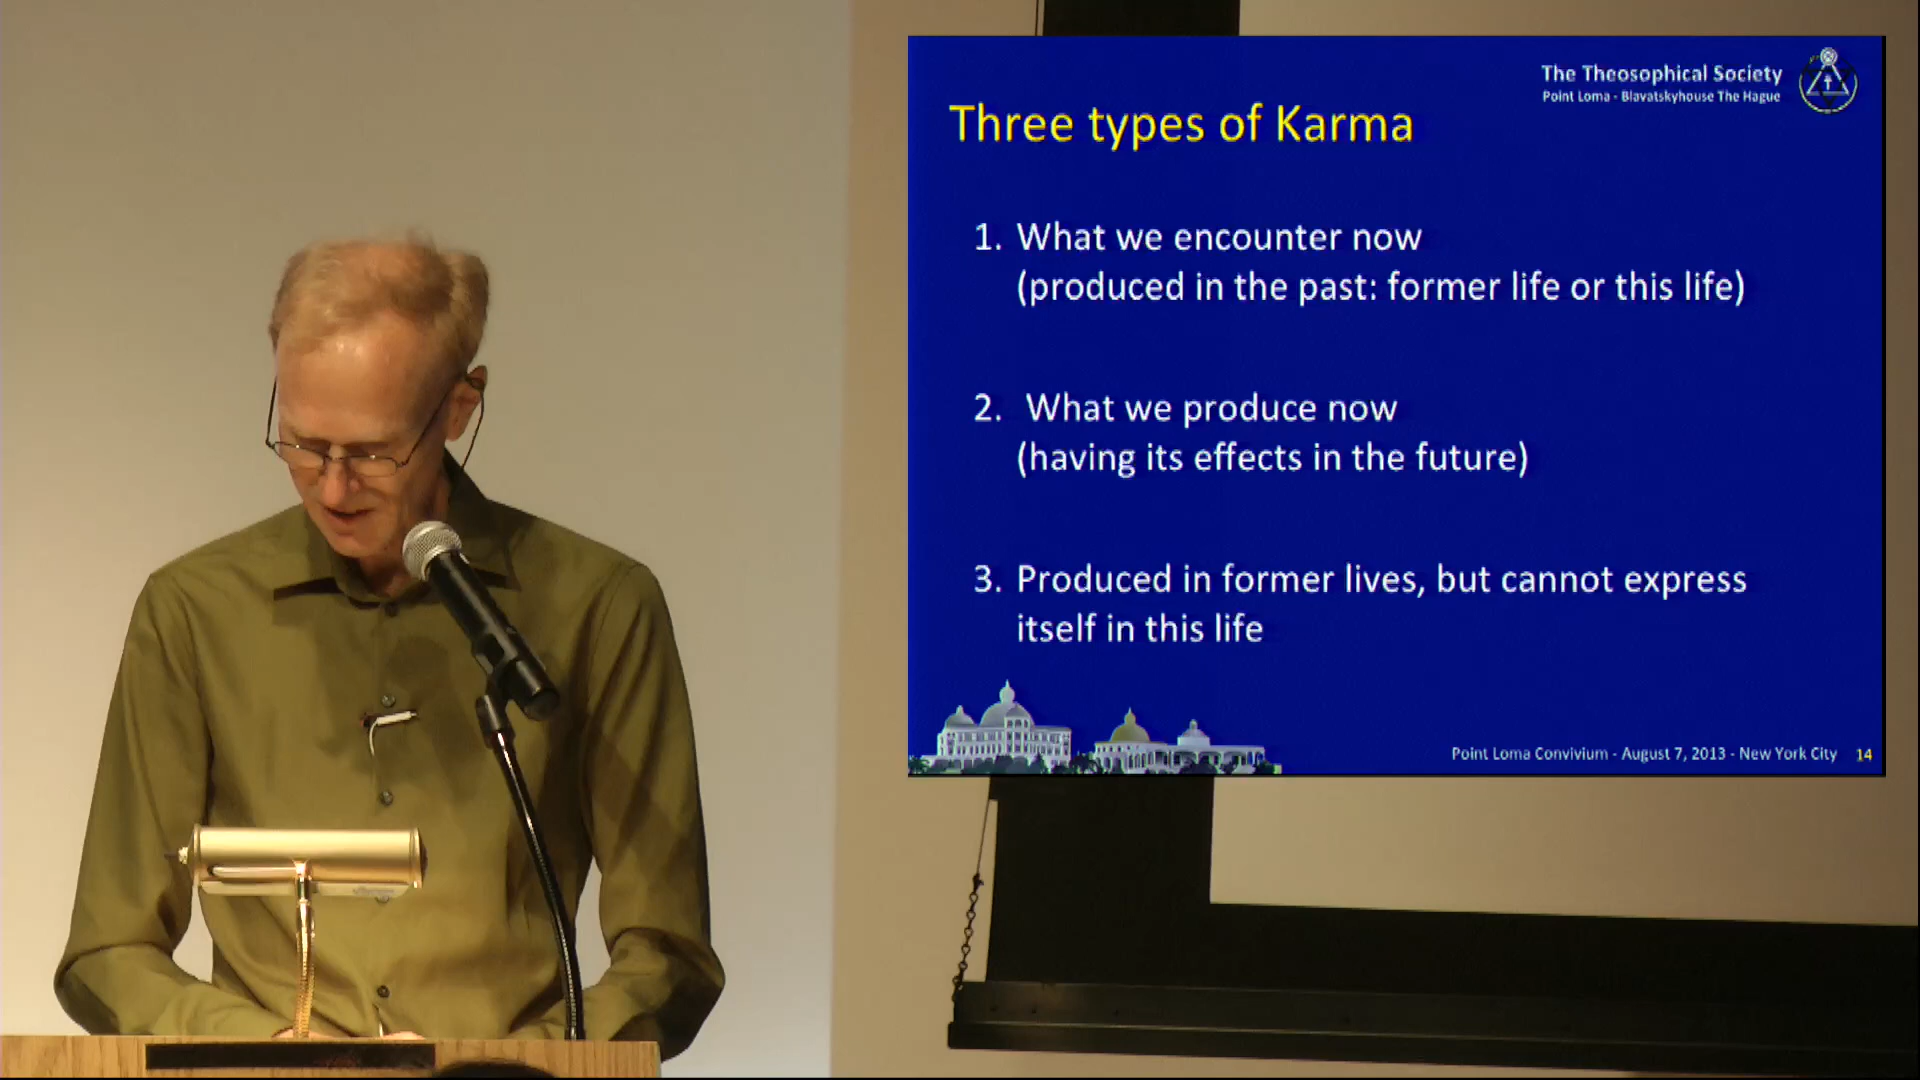 The Theosophical Society
Point Loma - Blavatskyhouse The Hague
Three types of Karma
1. What we encounter now
(produced in the past: former life or this life)
2. What we produce now
(having its effects in the future)
3. Produced in former lives, but cannot express
itself in this life
Point Loma Convivium - August 7, 2013 - New York City 14